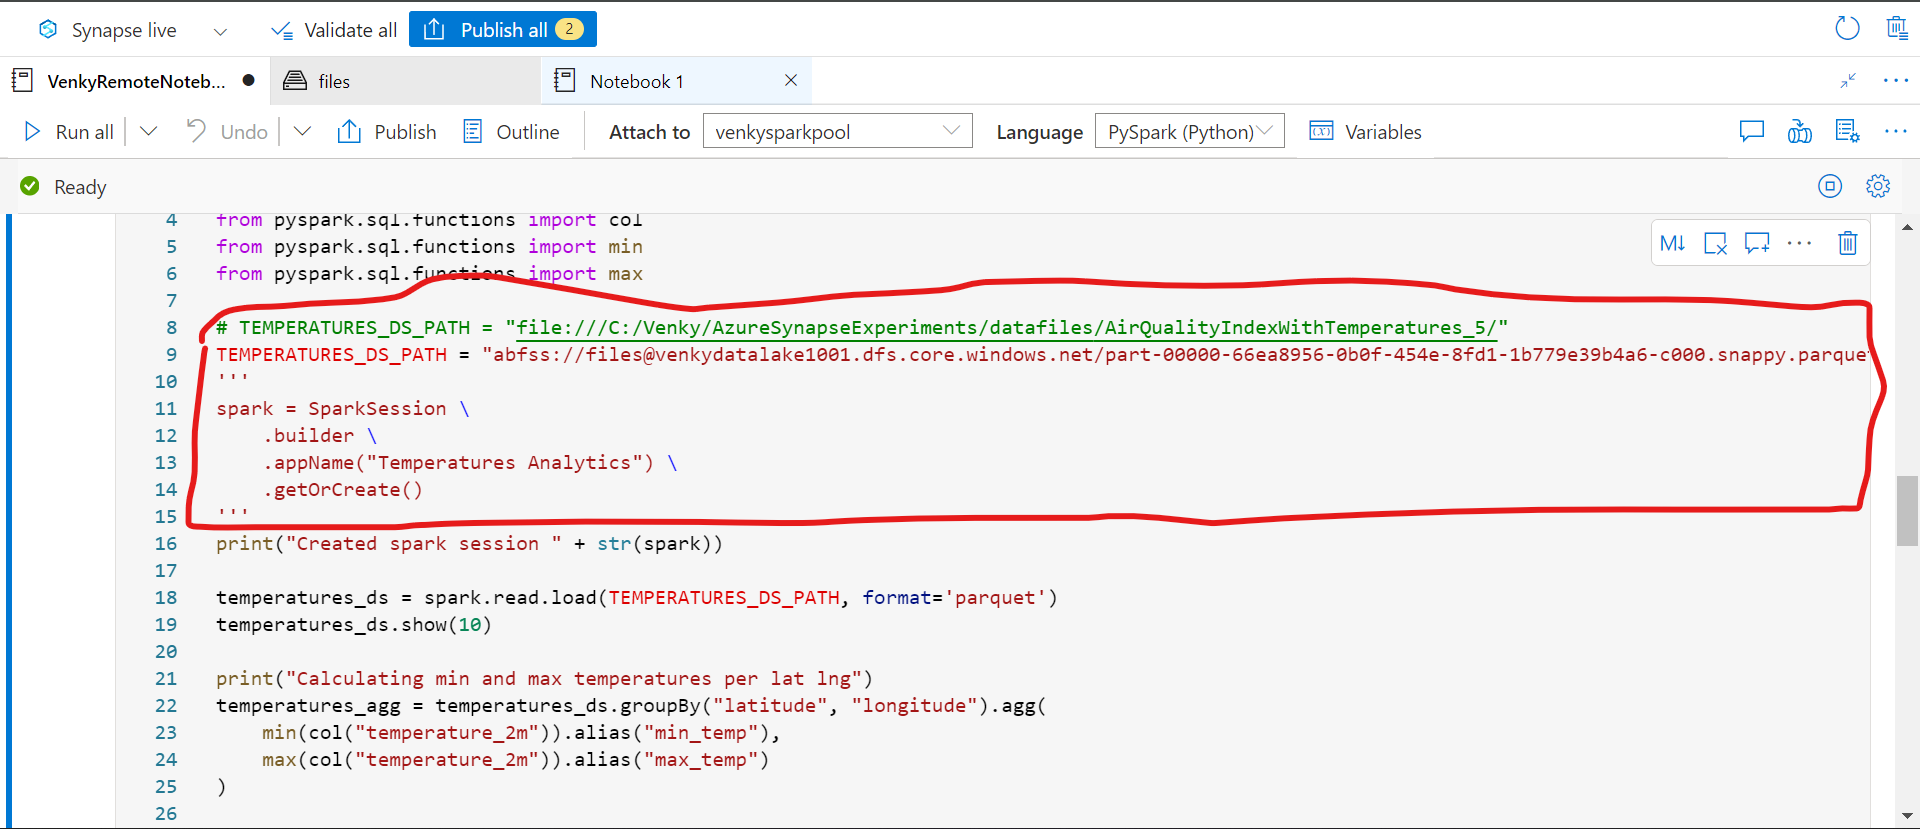 Synapse live Validate all Publish all 2
VenkyRemoteNoteb... files Notebook 1
Run all Undo Publish Outline Attach to venkysparkpool Language PySpark (Python) Variables
Ready
4 from pyspark.sql.functions import col
5 from pyspark.sql.functions import min
6 from pyspark.sql.functions import max
7
8 # TEMPERATURES_DS_PATH = "file:///C:/Venky/AzureSynapseExperiments/datafiles/AirQualityIndexWithTemperatures_5/"
9 TEMPERATURES_DS_PATH = "abfss://files@venkydatalake1001.dfs.core.windows.net/part-00000-66ea8956-0b0f-454e-8fd1-1b779e39b4a6-c000.snappy.parque
10 '''
11 spark = SparkSession \
12 .builder \
13 .appName("Temperatures Analytics") \
14 .getOrCreate()
15 '''
16 print("Created spark session " + str(spark))
17
18 temperatures_ds = spark.read.load(TEMPERATURES_DS_PATH, format='parquet')
19 temperatures_ds.show(10)
20
21 print("Calculating min and max temperatures per lat lng")
22 temperatures_agg = temperatures_ds.groupBy("latitude", "longitude").agg(
23 min(col("temperature_2m")).alias("min_temp"),
24 max(col("temperature_2m")).alias("max_temp")
25 )
26
M↓